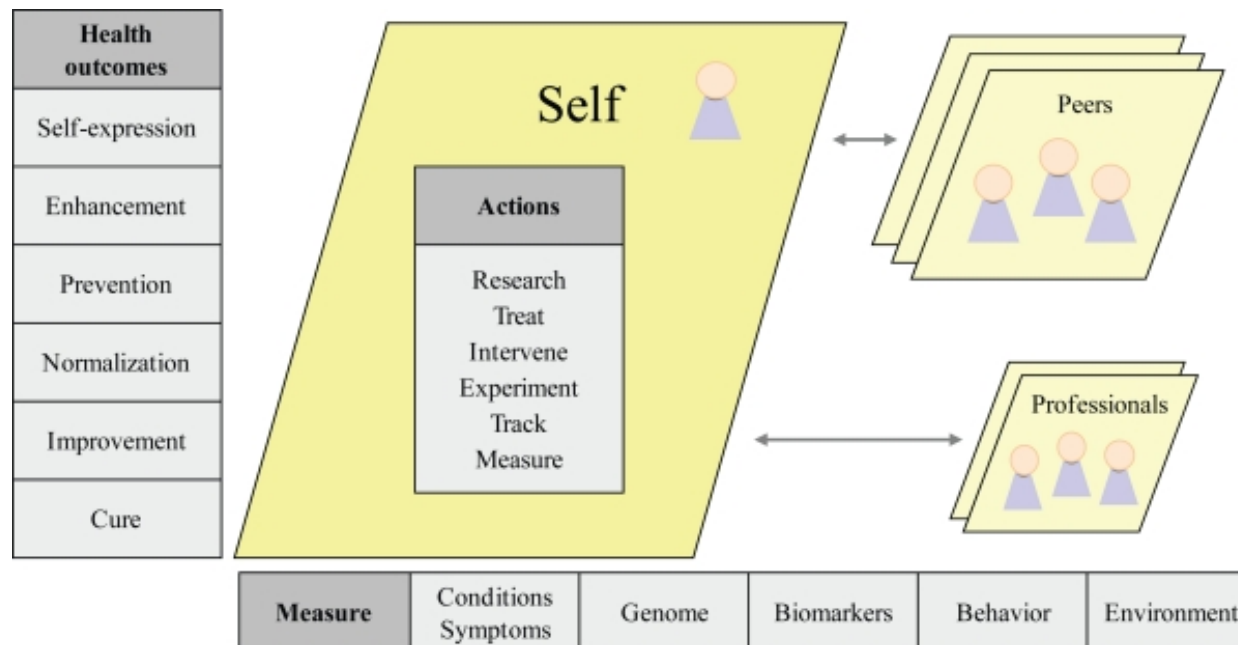 Health
outcomes
Self-expression
Enhancement
Prevention
Normalization
Improvement
Cure
Self
Actions
Research
Treat
Intervene
Experiment
Track
Measure
Peers
Professionals
Measure
Conditions
Symptoms
Genome
Biomarkers
Behavior
Environment